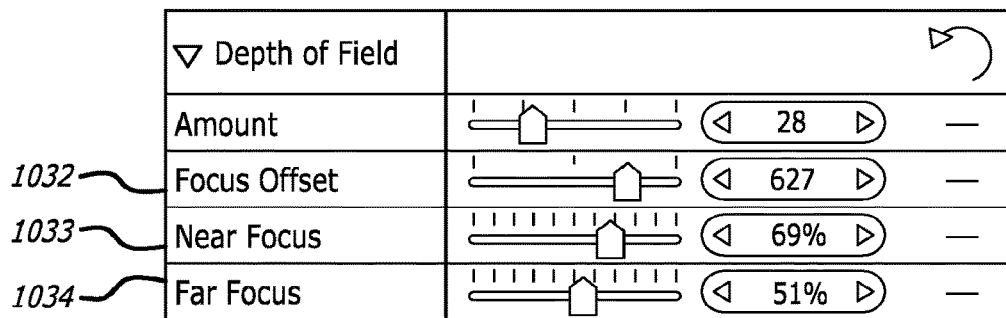 Depth of Field
Amount 28
1032 Focus Offset 627
1033 Near Focus 69%
1034 Far Focus 51%